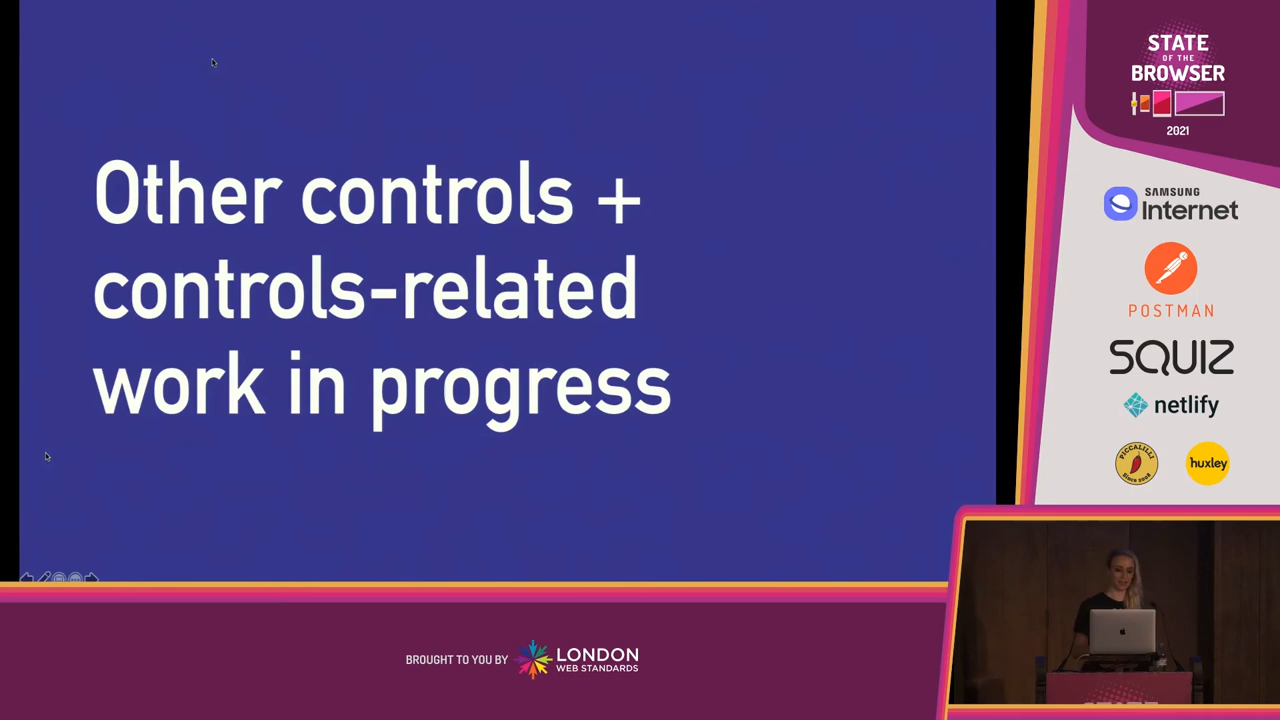 Other controls +
controls-related
work in progress
STATE
OF THE
BROWSER
2021
SAMSUNG
Internet
POSTMAN
SQUIZ
netlify
PICCALILLI
huxley
BROUGHT TO YOU BY
LONDON
WEB STANDARDS